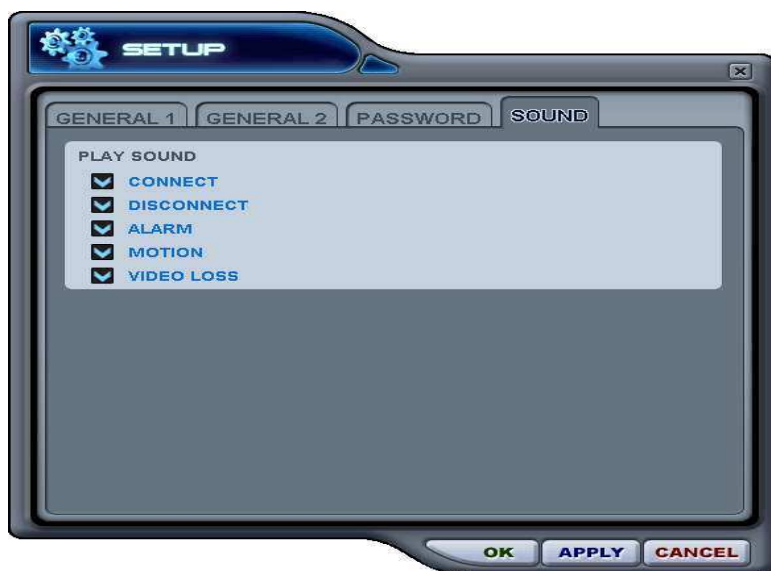 SETUP
GENERAL 1 GENERAL 2 PASSWORD SOUND
PLAY SOUND
CONNECT
DISCONNECT
ALARM
MOTION
VIDEO LOSS
OK APPLY CANCEL